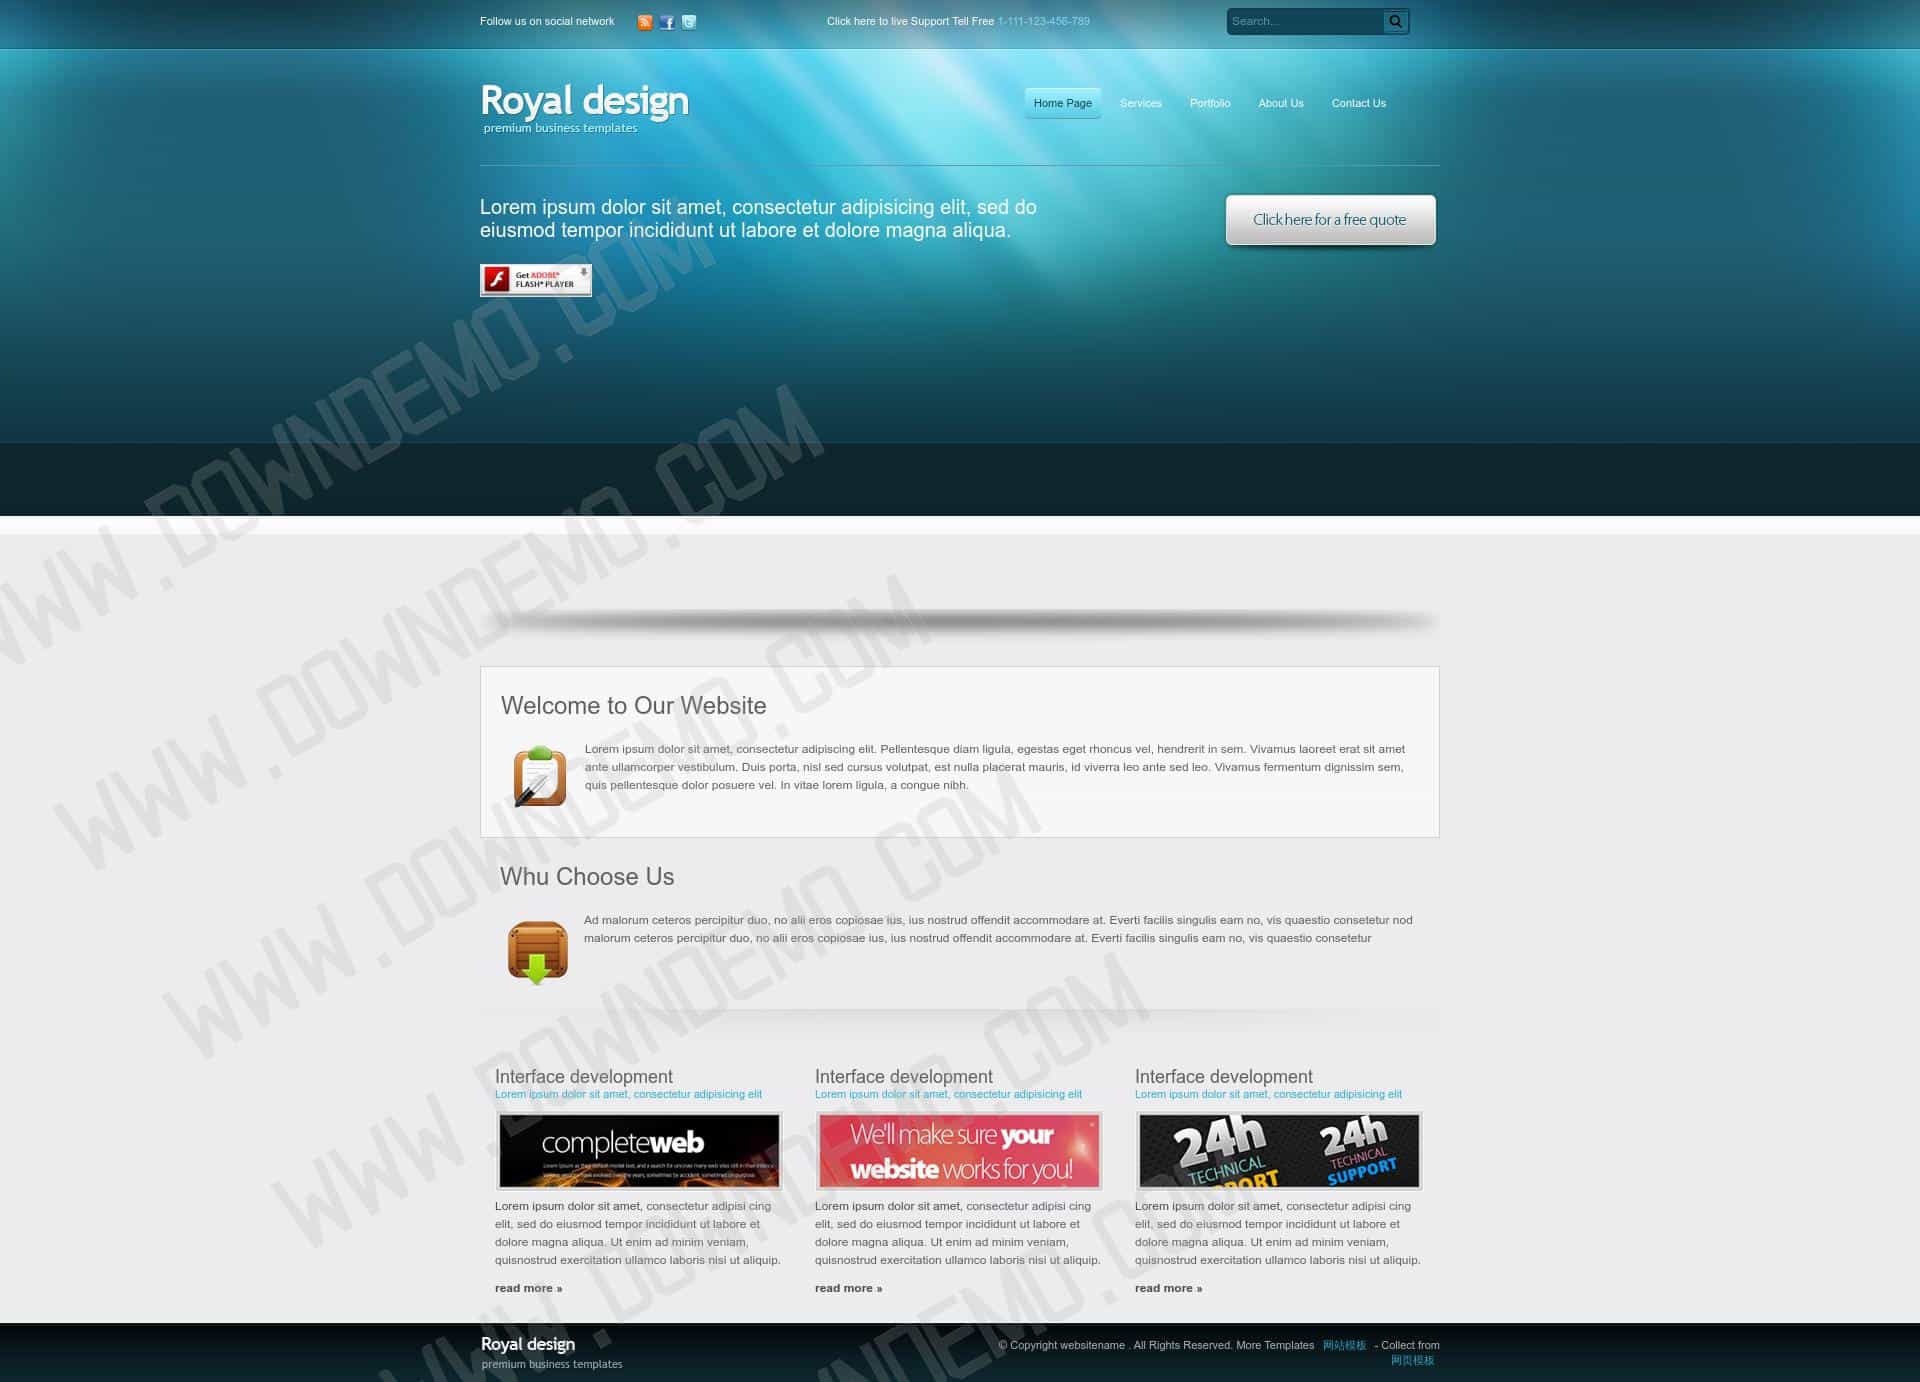 Follow us on social network
Click here to live Support Tell Free 1-111-123-456-789
Search...
Royal design
premium business templates
Home Page
Services
Portfolio
About Us
Contact Us
Lorem ipsum dolor sit amet, consectetur adipisicing elit, sed do
eiusmod tempor incididunt ut labore et dolore magna aliqua.
Click here for a free quote
Get ADOBE®
FLASH® PLAYER
WWW.DOWNDEMO.COM
WWW.DOWNDEMO.COM
WWW.DOWNDEMO.COM
WWW.DOWNDEMO.COM
WWW.DOWNDEMO.COM
NDEMO.COM
Welcome to Our Website
Lorem ipsum dolor sit amet, consectetur adipiscing elit. Pellentesque diam ligula, egestas eget rhoncus vel, hendrerit in sem. Vivamus laoreet erat sit amet
ante ullamcorper vestibulum. Duis porta, nisl sed cursus volutpat, est nulla placerat mauris, id viverra leo ante sed leo. Vivamus fermentum dignissim sem,
quis pellentesque dolor posuere vel. In vitae lorem ligula, a congue nibh.
Whu Choose Us
Ad malorum ceteros percipitur duo, no alii eros copiosae ius, ius nostrud offendit accommodare at. Everti facilis singulis eam no, vis quaestio consetetur nod
malorum ceteros percipitur duo, no alii eros copiosae ius, ius nostrud offendit accommodare at. Everti facilis singulis eam no, vis quaestio consetetur
Interface development
Lorem ipsum dolor sit amet, consectetur adipisicing elit
completeweb
Lorem ipsum dolor sit amet, consectetur adipisi cing
elit, sed do eiusmod tempor incididunt ut labore et
dolore magna aliqua. Ut enim ad minim veniam,
quisnostrud exercitation ullamco laboris nisi ut aliquip.
read more »
Interface development
Lorem ipsum dolor sit amet, consectetur adipisicing elit
We'll make sure your
website works for you!
Lorem ipsum dolor sit amet, consectetur adipisi cing
elit, sed do eiusmod tempor incididunt ut labore et
dolore magna aliqua. Ut enim ad minim veniam,
quisnostrud exercitation ullamco laboris nisi ut aliquip.
read more »
Interface development
Lorem ipsum dolor sit amet, consectetur adipisicing elit
24h
TECHNICAL
PORT
24h
TECHNICAL
SUPPORT
Lorem ipsum dolor sit amet, consectetur adipisi cing
elit, sed do eiusmod tempor incididunt ut labore et
dolore magna aliqua. Ut enim ad minim veniam,
quisnostrud exercitation ullamco laboris nisi ut aliquip.
read more »
Royal design
premium business templates
© Copyright websitename . All Rights Reserved. More Templates 网站模板 - Collect from
网页模板